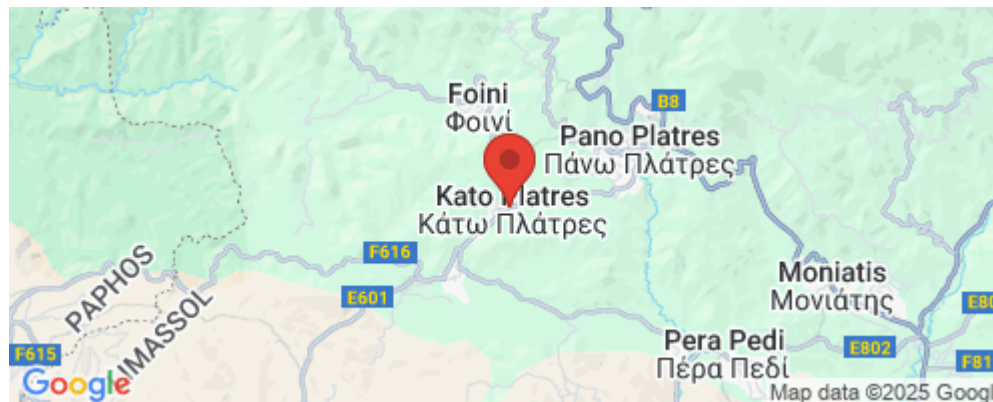 Foini
Φοινί
B8
Pano Platres
Πάνω Πλάτρες
Kato Platres
Κάτω Πλάτρες
F616
E601
PAPHOS
LIMASSOL
Moniatis
Μονιάτης
Pera Pedi
Πέρα Πεδί
E802
F615
Google
Map data ©2025 Google